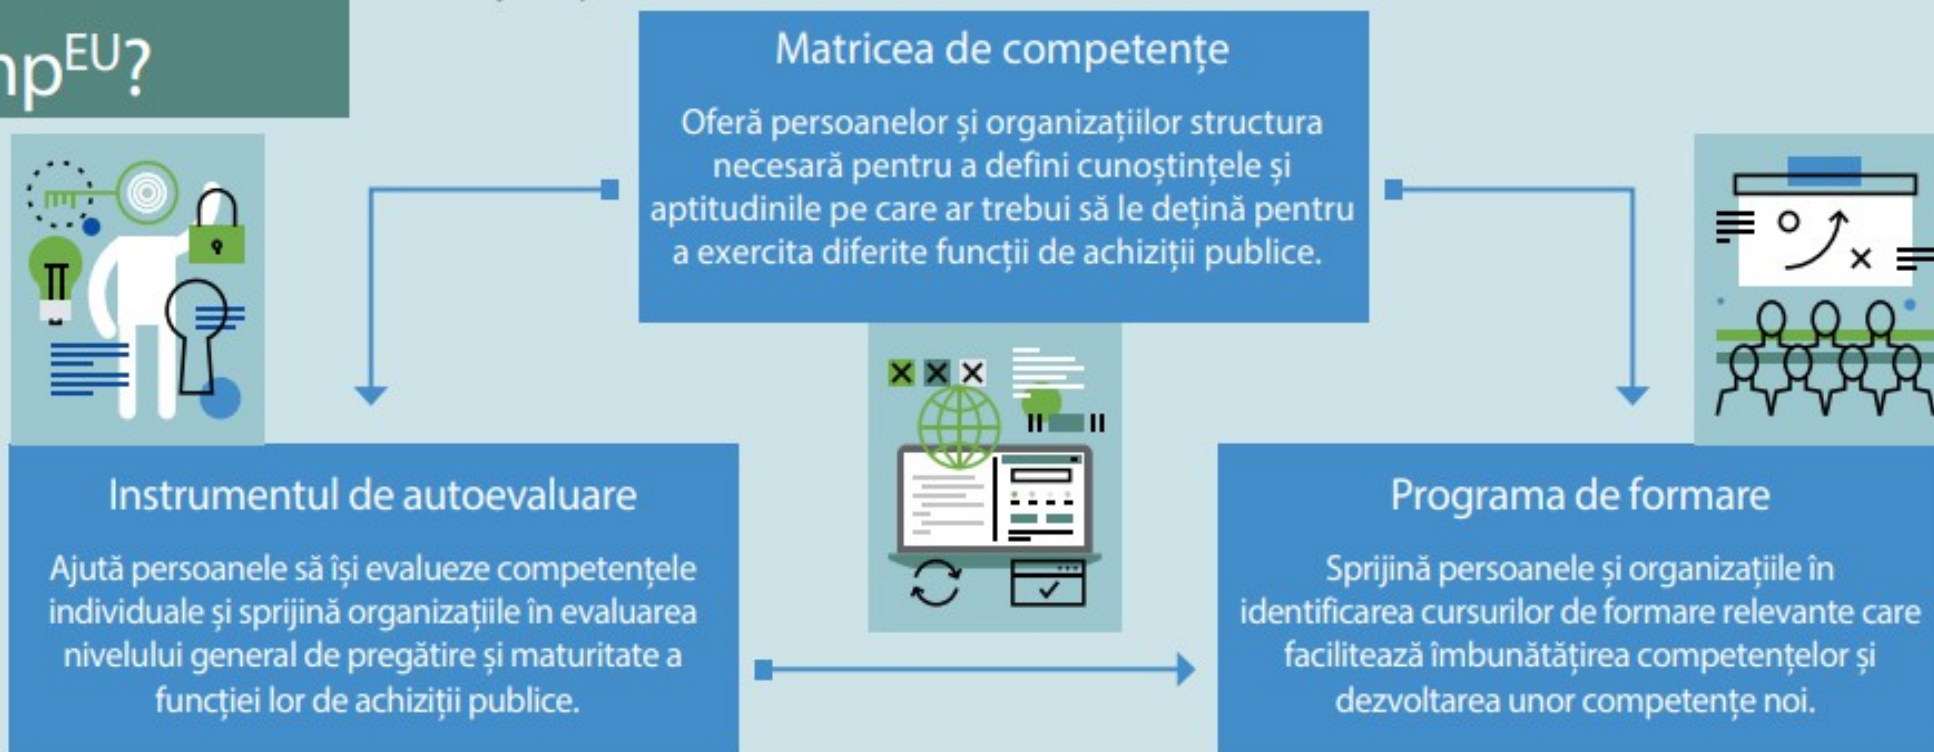 mpEU?
Matricea de competențe
Oferă persoanelor și organizațiilor structura
necesară pentru a defini cunoștințele și
aptitudinile pe care ar trebui să le dețină pentru
a exercita diferite funcții de achiziții publice.
Instrumentul de autoevaluare
Ajută persoanele să își evalueze competențele
individuale și sprijină organizațiile în evaluarea
nivelului general de pregătire și maturitate a
funcției lor de achiziții publice.
Programa de formare
Sprijină persoanele și organizațiile în
identificarea cursurilor de formare relevante care
facilitează îmbunătățirea competențelor și
dezvoltarea unor competențe noi.